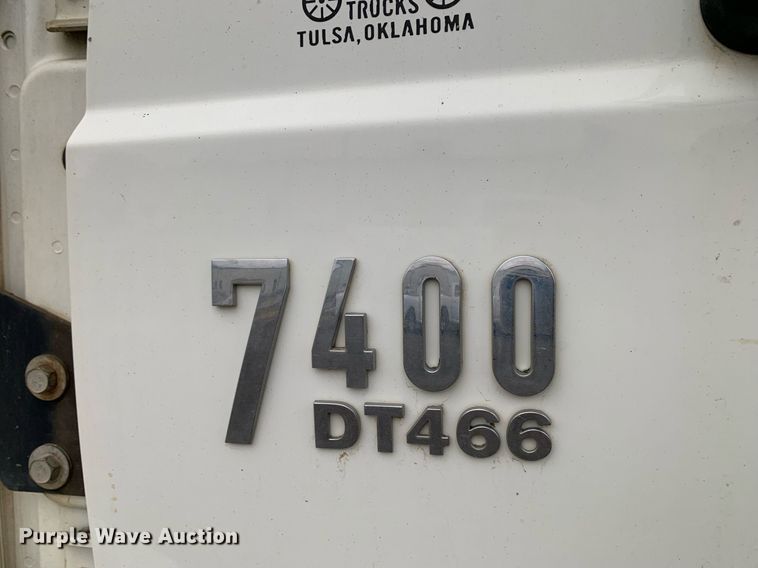 TRUCKS
TULSA, OKLAHOMA
7400
DT466
Purple Wave Auction